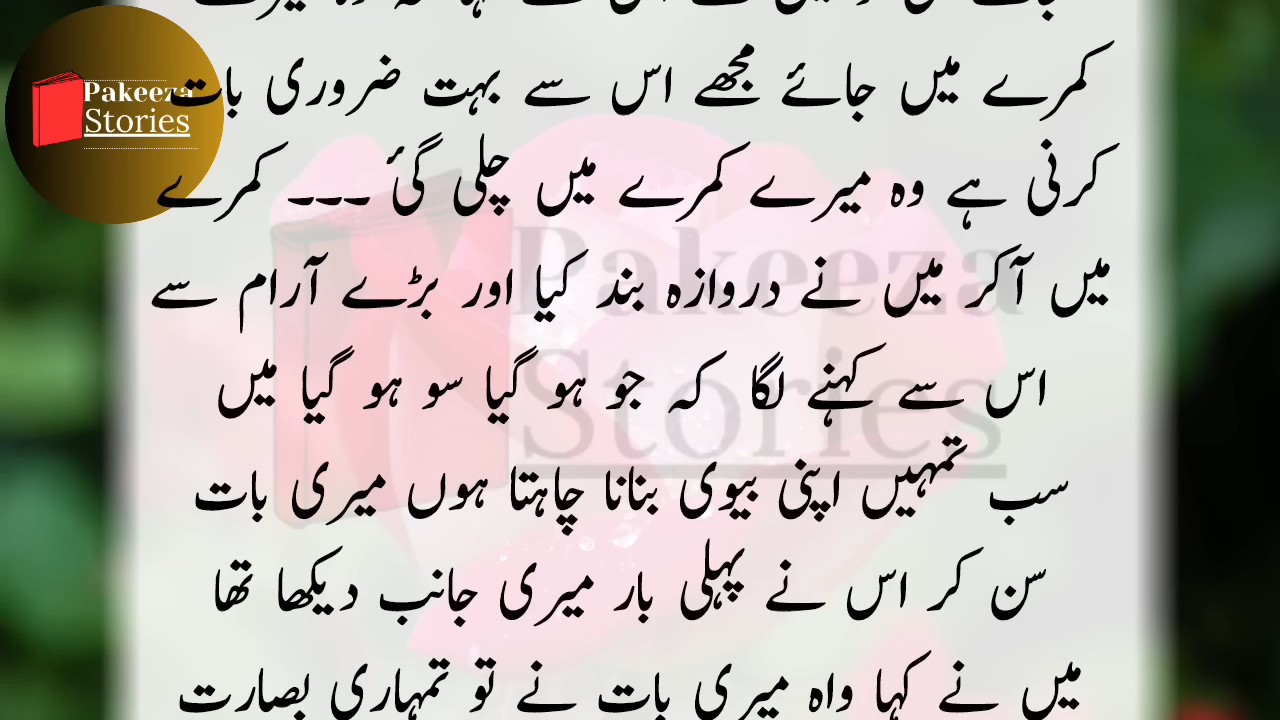 Pakeeza
Stories
کمرے میں جائے مجھے اس سے بہت ضروری بات
کرنی ہے وہ میرے کمرے میں چلی گئ ۔۔۔ کمرے
میں آکر میں نے دروازہ بند کیا اور بڑے آرام سے
اس سے کہنے لگا کہ جو ہو گیا سو ہو گیا میں
سب تمہیں اپنی بیوی بنانا چاہتا ہوں میری بات
سن کر اس نے پہلی بار میری جانب دیکھا تھا
میں نے کہا واہ میری بات نے تو تمہاری بصارت
Pakeeza
Stories